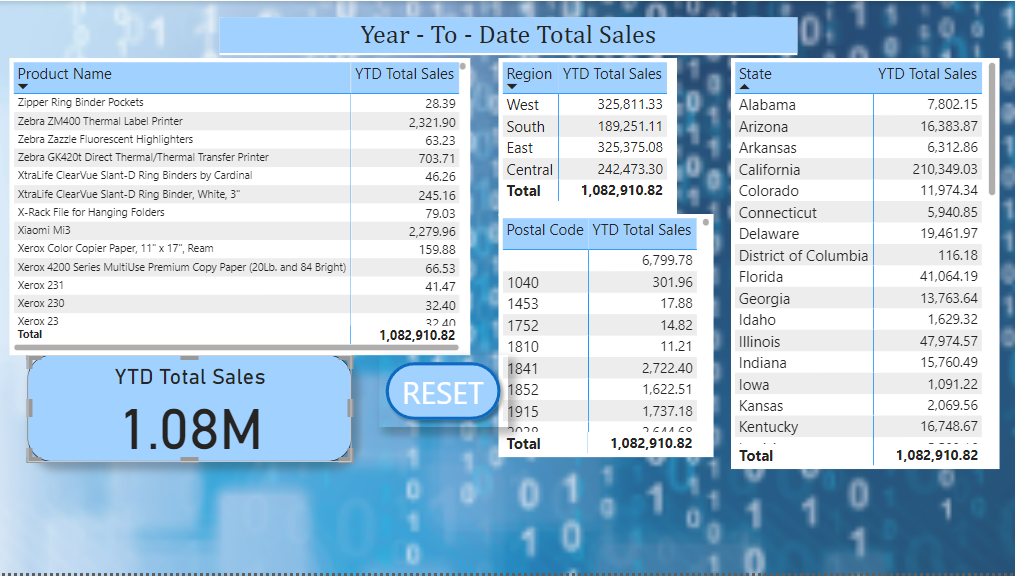 Year - To - Date Total Sales
Product Name YTD Total Sales
Zipper Ring Binder Pockets 28.39
Zebra ZM400 Thermal Label Printer 2,321.90
Zebra Zazzle Fluorescent Highlighters 63.23
Zebra GK420t Direct Thermal/Thermal Transfer Printer 703.71
XtraLife ClearVue Slant-D Ring Binders by Cardinal 46.26
XtraLife ClearVue Slant-D Ring Binder, White, 3" 245.16
X-Rack File for Hanging Folders 79.03
Xiaomi Mi3 2,279.96
Xerox Color Copier Paper, 11" x 17", Ream 159.88
Xerox 4200 Series MultiUse Premium Copy Paper (20Lb. and 84 Bright) 66.53
Xerox 231 41.47
Xerox 230 32.40
Xerox 23 32.40
Total 1,082,910.82
YTD Total Sales
1.08M
RESET
Region YTD Total Sales
West 325,811.33
South 189,251.11
East 325,375.08
Central 242,473.30
Total 1,082,910.82
Postal Code YTD Total Sales
6,799.78
1040 301.96
1453 17.88
1752 14.82
1810 11.21
1841 2,722.40
1852 1,622.51
1915 1,737.18
Total 1,082,910.82
State YTD Total Sales
Alabama 7,802.15
Arizona 16,383.87
Arkansas 6,312.86
California 210,349.03
Colorado 11,974.34
Connecticut 5,940.85
Delaware 19,461.97
District of Columbia 116.18
Florida 41,064.19
Georgia 13,763.64
Idaho 1,629.32
Illinois 47,974.57
Indiana 15,760.49
Iowa 1,091.22
Kansas 2,069.56
Kentucky 16,748.67
Total 1,082,910.82